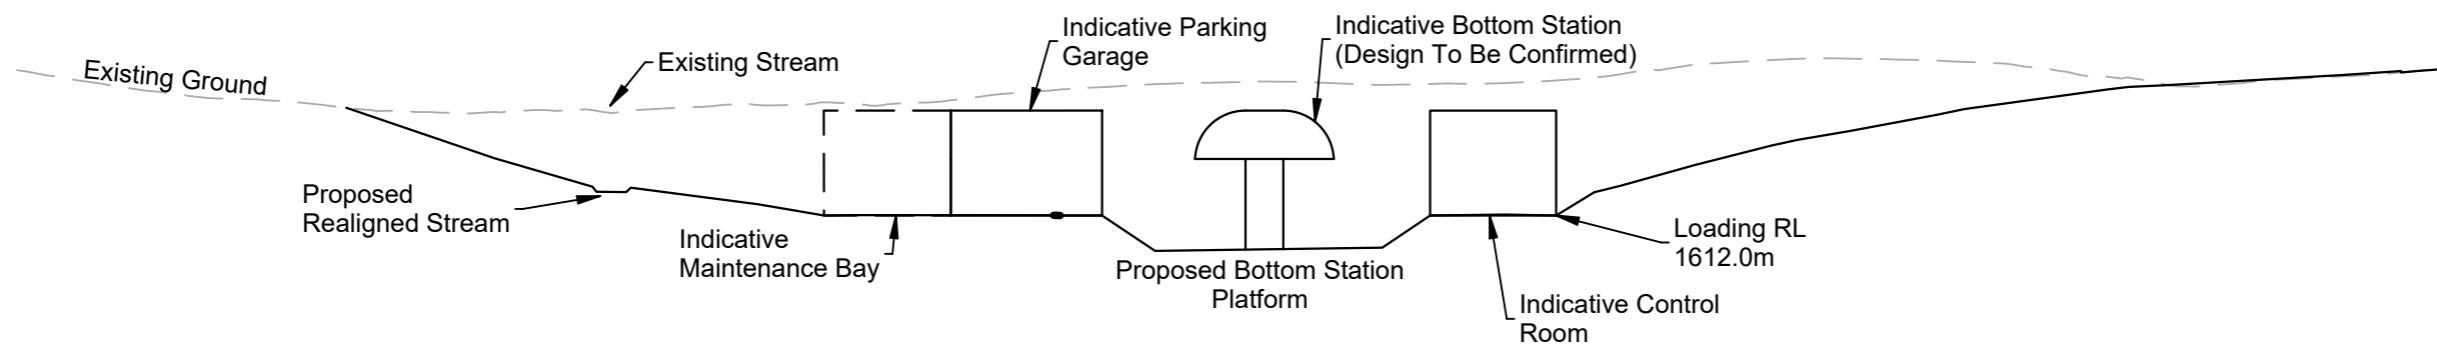 Existing Ground
Existing Stream
Indicative Parking
Garage
Indicative Bottom Station
(Design To Be Confirmed)
Proposed
Realigned Stream
Indicative
Maintenance Bay
Proposed Bottom Station
Platform
Loading RL
1612.0m
Indicative Control
Room